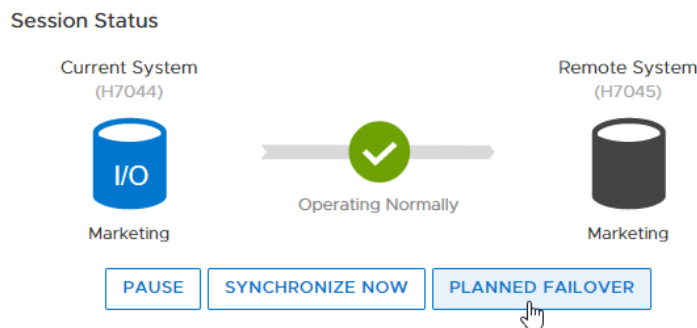 Session Status
Current System
(H7044)
Remote System
(H7045)
I/O
Operating Normally
Marketing
Marketing
PAUSE
SYNCHRONIZE NOW
PLANNED FAILOVER